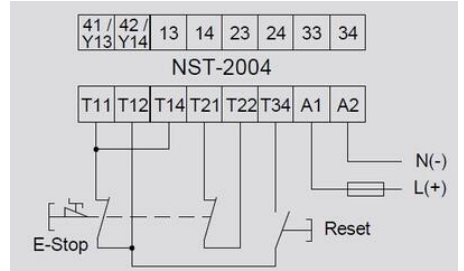 41/ 42/ 13 14 23 24 33 34
Y13 Y14
NST-2004
T11 T12 T14 T21 T22 T34 A1 A2
N(-)
L(+)
E-Stop Reset